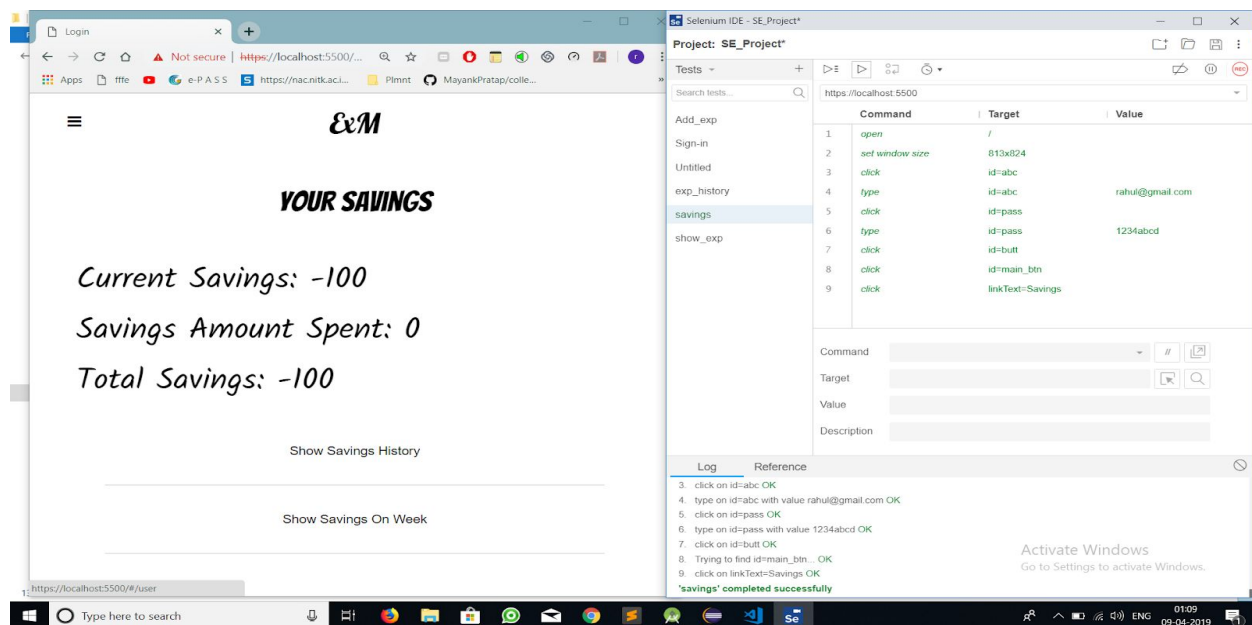 Login
Not secure | https://localhost:5500/...
Apps fffe e-P A S S https://nac.nitk.ac.i... Plmnt MayankPratap/colle... »
ExM
YOUR SAVINGS
Current Savings: -100
Savings Amount Spent: 0
Total Savings: -100
Show Savings History
Show Savings On Week
https://localhost:5500/#/user
Selenium IDE - SE_Project*
Project: SE_Project*
Tests
Search tests...
Add_exp
Sign-in
Untitled
exp_history
savings
show_exp
REC
https://localhost:5500
Command Target Value
1 open /
2 set window size 813x824
3 click id=abc
4 type id=abc rahul@gmail.com
5 click id=pass
6 type id=pass 1234abcd
7 click id=butt
8 click id=main_btn
9 click linkText=Savings
Command //
Target
Value
Description
Log Reference
3. click on id=abc OK
4. type on id=abc with value rahul@gmail.com OK
5. click on id=pass OK
6. type on id=pass with value 1234abcd OK
7. click on id=butt OK
8. Trying to find id=main_btn... OK
9. click on linkText=Savings OK
'savings' completed successfully
Activate Windows
Go to Settings to activate Windows.
Type here to search
Se
ENG
01:09
09-04-2019